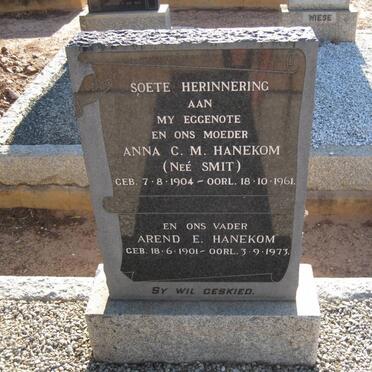 WIESE
SOETE HERINNERING
AAN
MY EGGENOTE
EN ONS MOEDER
ANNA C. M. HANEKOM
(NEÉ SMIT)
GEB. 7-8-1904 — OORL. 18-10-1961.
EN ONS VADER
AREND E. HANEKOM
GEB. 18-6-1901 — OORL. 3-9-1973.
SY WIL GESKIED.